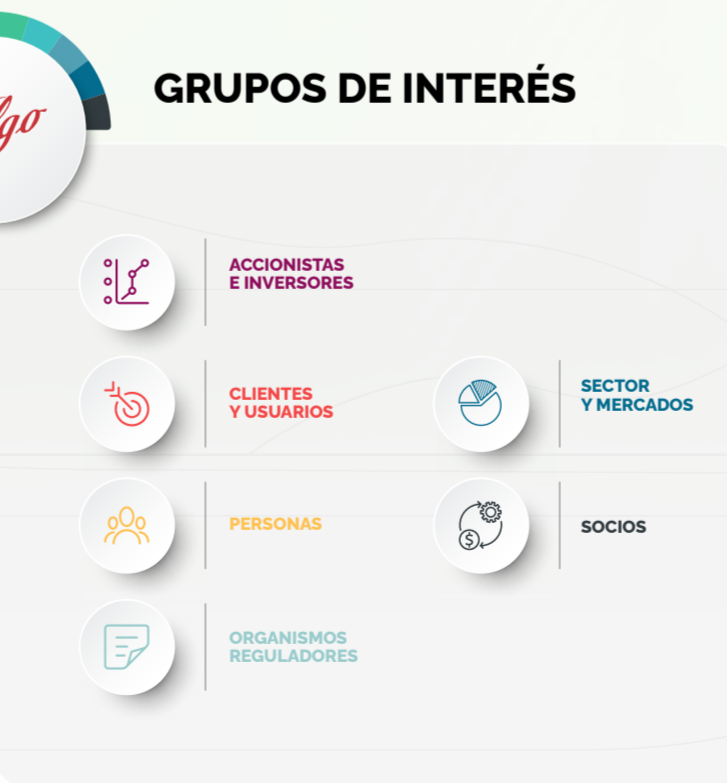 GRUPOS DE INTERÉS
ACCIONISTAS
E INVERSORES
CLIENTES
Y USUARIOS
PERSONAS
ORGANISMOS
REGULADORES
SECTOR
Y MERCADOS
$
SOCIOS